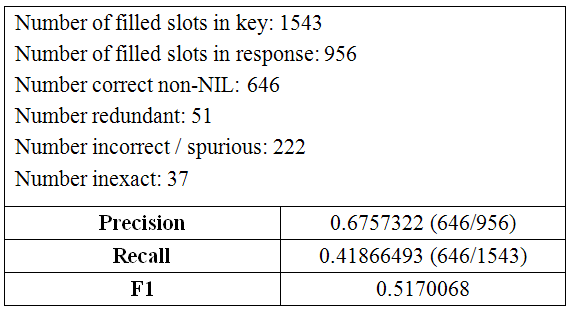 Number of filled slots in key: 1543
Number of filled slots in response: 956
Number correct non-NIL: 646
Number redundant: 51
Number incorrect / spurious: 222
Number inexact: 37
Precision 0.6757322 (646/956)
Recall 0.41866493 (646/1543)
F1 0.5170068